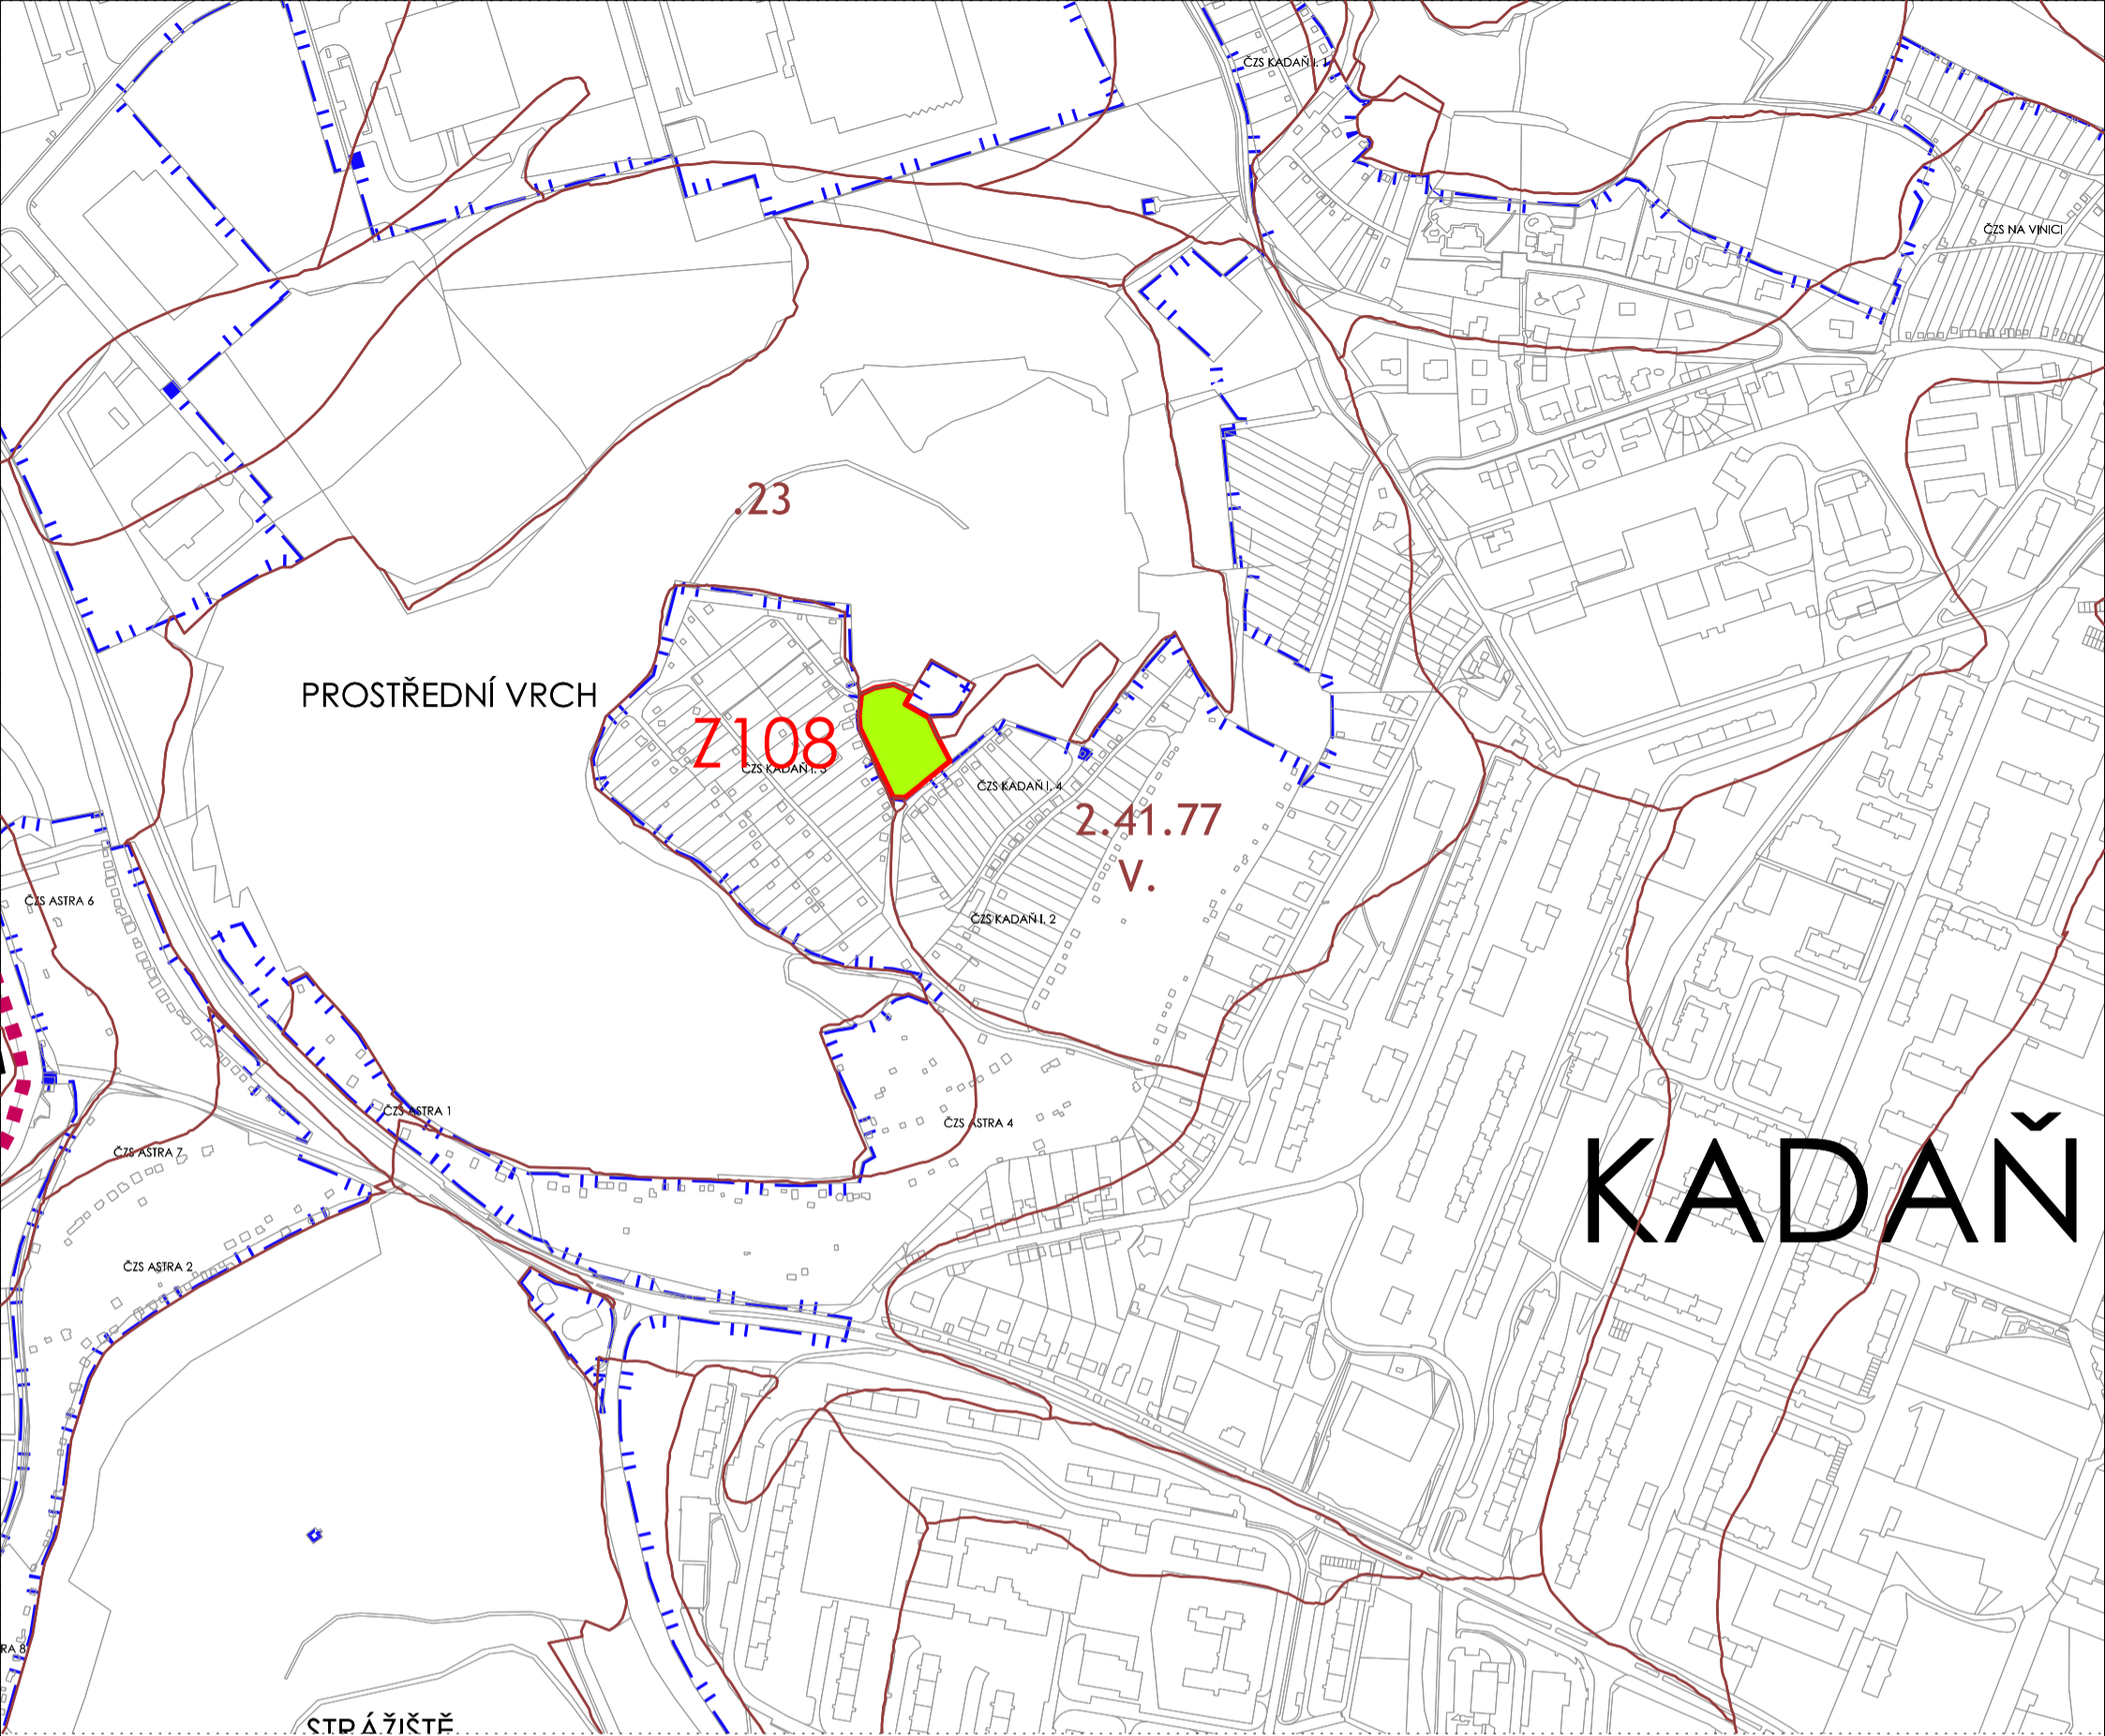 ČZS KADAŇ I. 1
ČZS NA VINICI
.23
PROSTŘEDNÍ VRCH
Z108
ČZS KADAŇ I. 3
ČZS KADAŇ I. 4
2.41.77
V.
ČZS ASTRA 6
ČZS KADAŇ I. 2
ČZS ASTRA 1
ČZS ASTRA 4
ČZS ASTRA 7
KADAŇ
ČZS ASTRA 2
RA 8
STRÁŽIŠTĚ